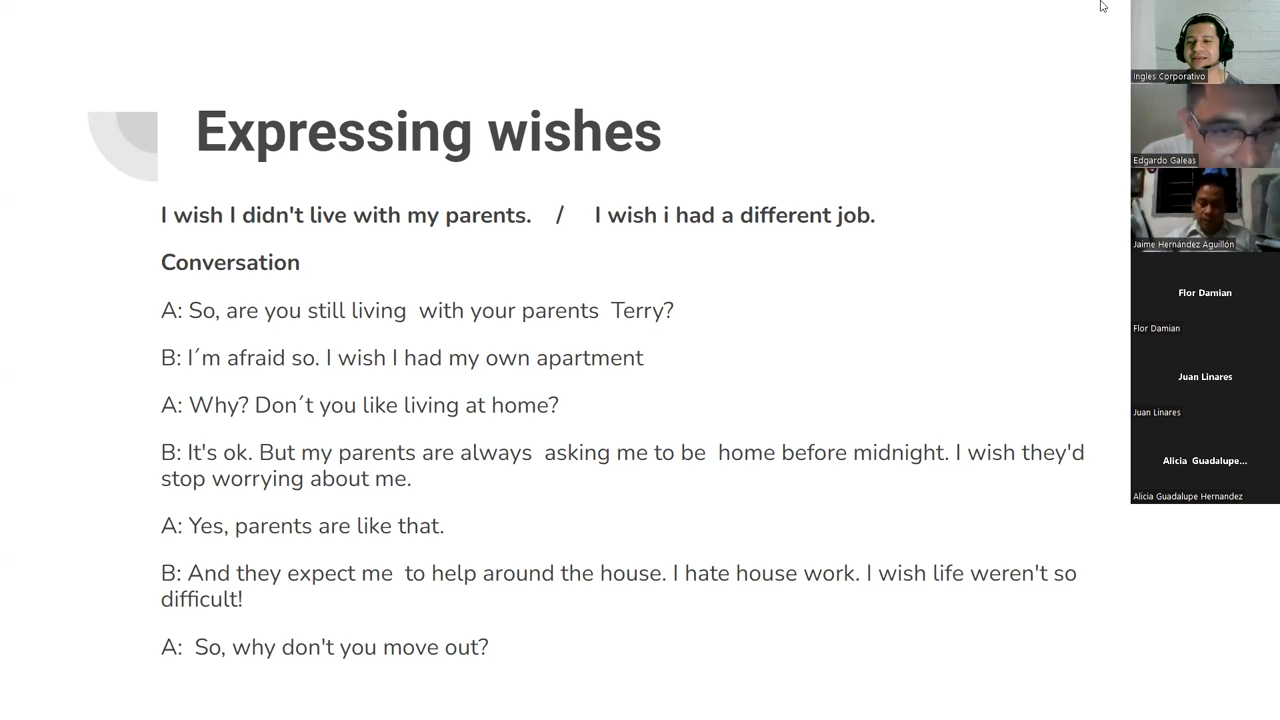 Expressing wishes
I wish I didn't live with my parents. / I wish i had a different job.
Conversation
A: So, are you still living  with your parents  Terry?
B: I´m afraid so. I wish I had my own apartment
A: Why? Don´t you like living at home?
B: It's ok. But my parents are always  asking me to be  home before midnight. I wish they'd
stop worrying about me.
A: Yes, parents are like that.
B: And they expect me  to help around the house. I hate house work. I wish life weren't so
difficult!
A:  So, why don't you move out?
Ingles Corporativo
Edgardo Galeas
Jaime Hernández Aguillón
Flor Damian
Flor Damian
Juan Linares
Juan Linares
Alicia  Guadalupe...
Alicia Guadalupe Hernandez